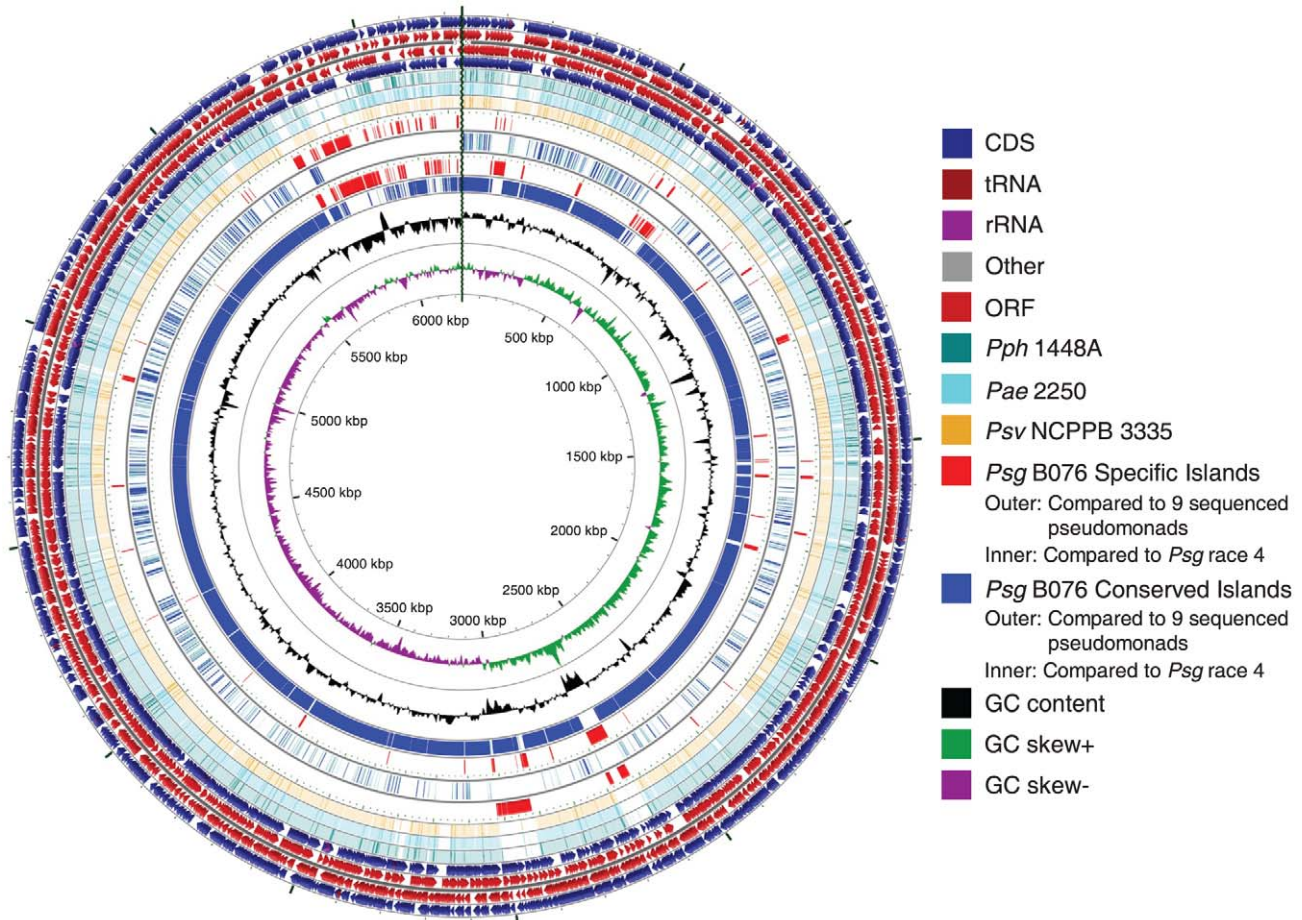 6000 kbp
500 kbp
5500 kbp
1000 kbp
5000 kbp
1500 kbp
4500 kbp
2000 kbp
4000 kbp
2500 kbp
3500 kbp
3000 kbp
CDS
tRNA
rRNA
Other
ORF
Pph 1448A
Pae 2250
Psv NCPPB 3335
Psg B076 Specific Islands
Outer: Compared to 9 sequenced
pseudomonads
Inner: Compared to Psg race 4
Psg B076 Conserved Islands
Outer: Compared to 9 sequenced
pseudomonads
Inner: Compared to Psg race 4
GC content
GC skew+
GC skew-